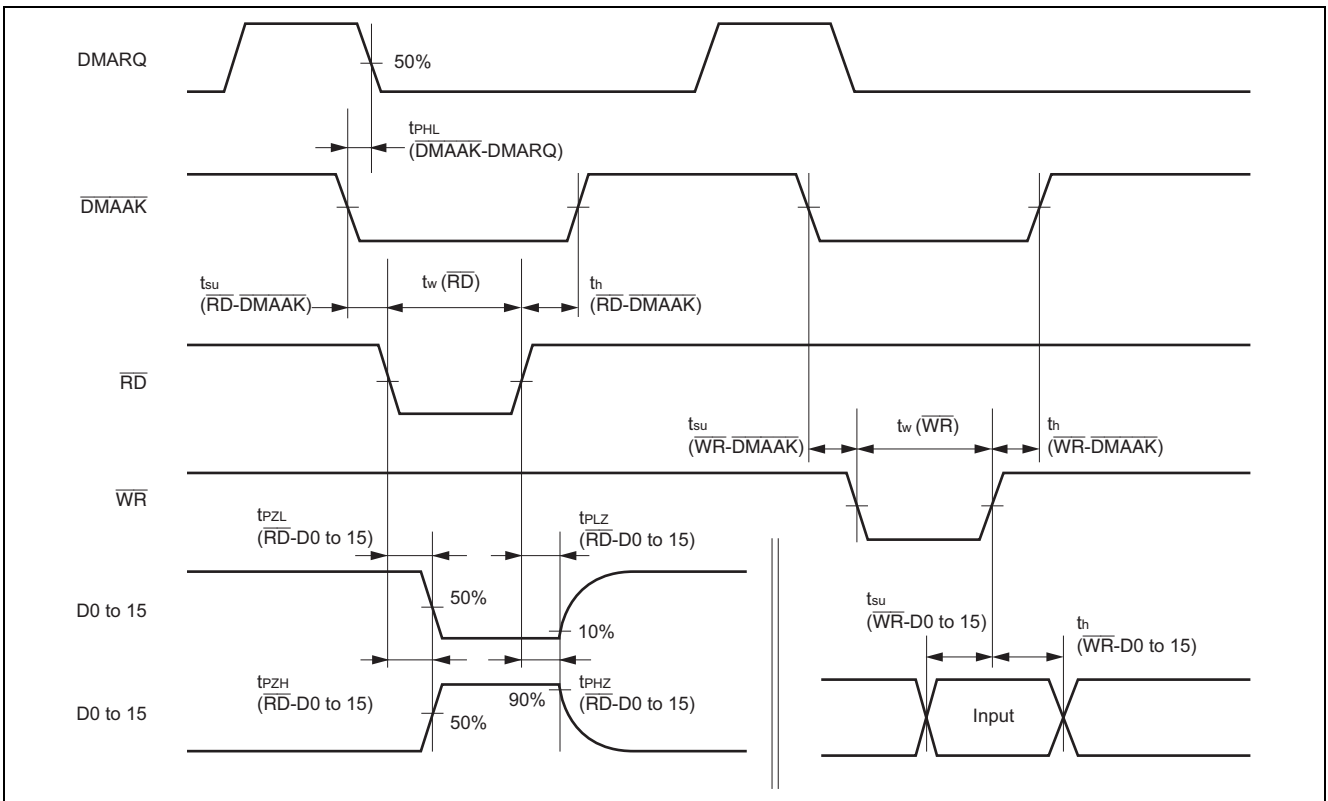 DMARQ
50%
tPHL
(DMAAK-DMARQ)
DMAAK
tsu
(RD-DMAAK)
tw (RD)
th
(RD-DMAAK)
RD
tsu
(WR-DMAAK)
tw (WR)
th
(WR-DMAAK)
WR
tPZL
(RD-D0 to 15)
tPLZ
(RD-D0 to 15)
D0 to 15
50%
10%
tsu
(WR-D0 to 15)
th
(WR-D0 to 15)
tPZH
(RD-D0 to 15)
90%
tPHZ
(RD-D0 to 15)
D0 to 15
50%
Input